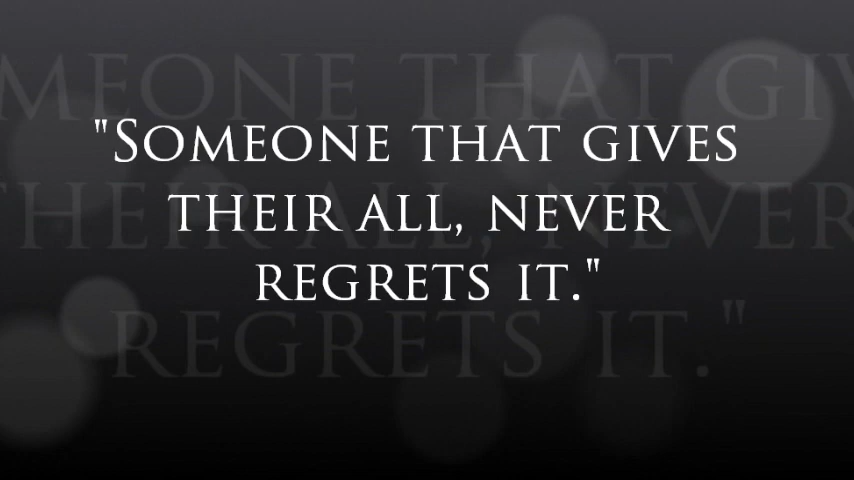 "Someone that gives
their all, never
regrets it."